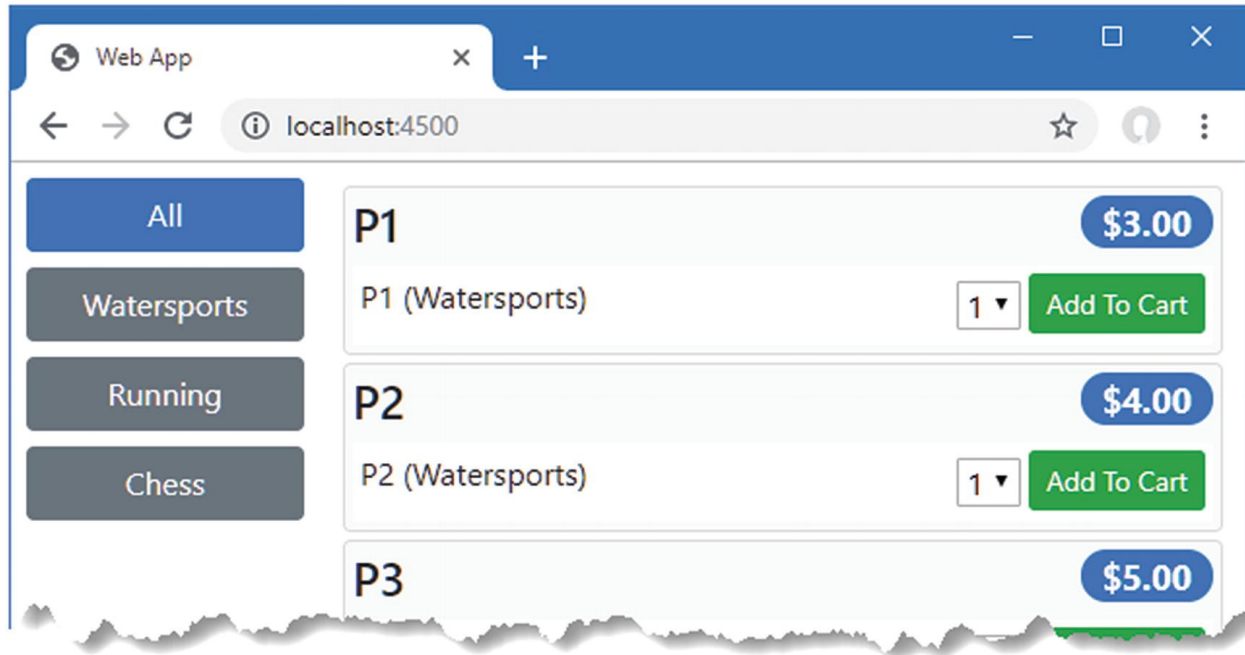 Web App
localhost:4500
All
Watersports
Running
Chess
P1
$3.00
P1 (Watersports)
1
Add To Cart
P2
$4.00
P2 (Watersports)
1
Add To Cart
P3
$5.00